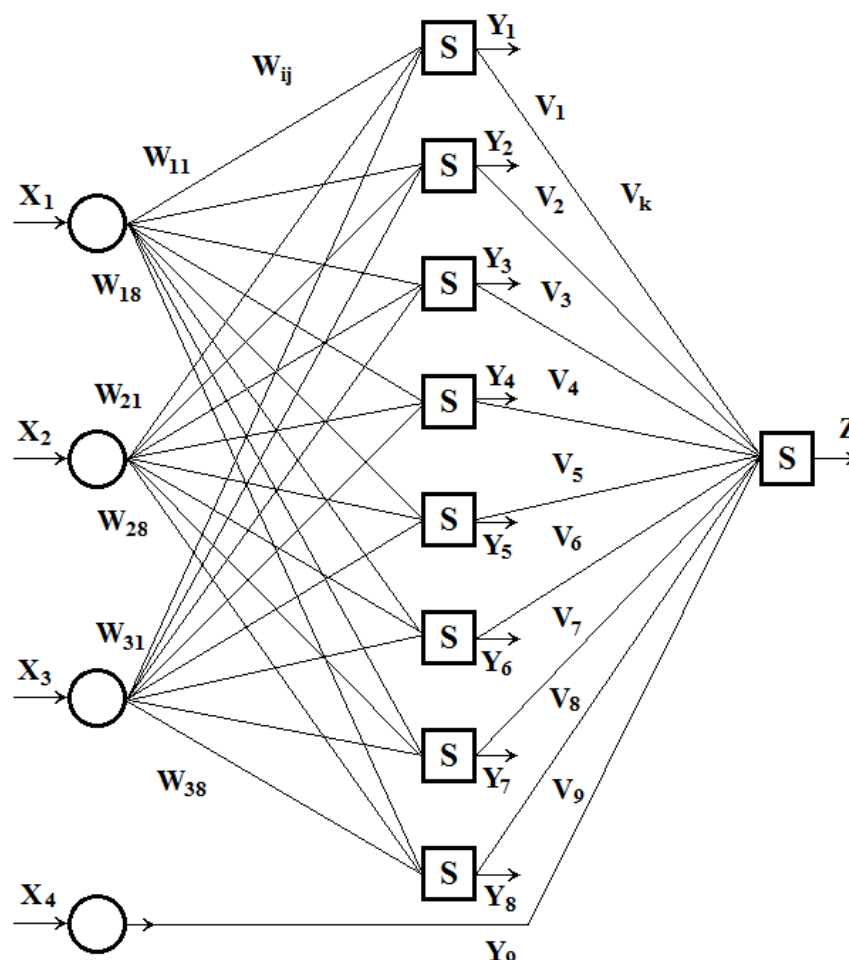 Y₁
S
Wᵢⱼ
V₁
Y₂
W₁₁
S
X₁
V₂
Vₖ
Y₃
S
W₁₈
V₃
Y₄
V₄
W₂₁
S
X₂
Z
S
V₅
W₂₈
S
Y₅
V₆
W₃₁
V₇
S
X₃
Y₆
V₈
S
W₃₈
Y₇
V₉
S
X₄
Y₈
Y₉